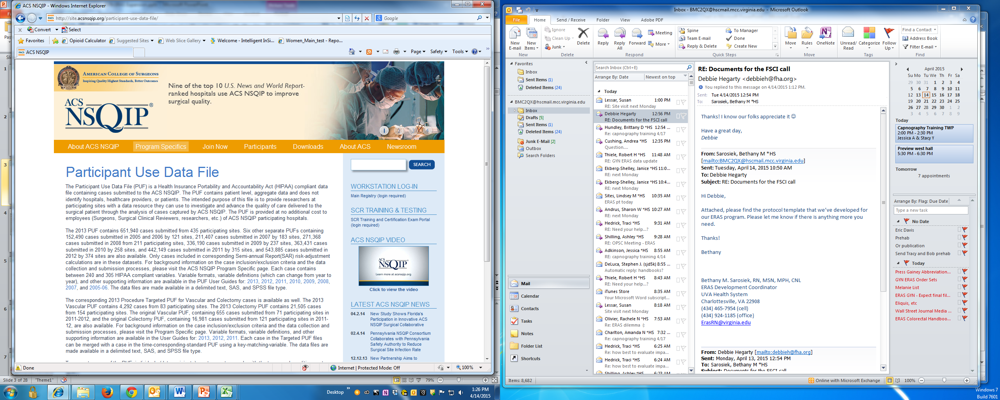 ACS NSQIP - Windows Internet Explorer
http://site.acsnsqip.org/participant-use-data-file/
Google
Convert Select
Favorites Opioid Calculator Suggested Sites Web Slice Gallery Welcome - Intelligent InSi... Women_Main_test - Repo...
ACS NSQIP
Page Safety Tools
AMERICAN COLLEGE OF SURGEONS
Inspiring Quality: Highest Standards, Better Outcomes
ACS
NSQIP®
Nine of the top 10 U.S. News and World Report-
ranked hospitals use ACS NSQIP to improve
surgical quality.
1 2 3 4
About ACS NSQIP Program Specifics Join Now Participants Downloads About ACS Newsroom
Participant Use Data File
The Participant Use Data File (PUF) is a Health Insurance Portability and Accountability Act (HIPAA) compliant data
file containing cases submitted to the ACS NSQIP. The PUF contains patient level, aggregate data and does not
identify hospitals, healthcare providers, or patients. The intended purpose of this file is to provide researchers at
participating sites with a data resource they can use to investigate and advance the quality of care delivered to the
surgical patient through the analysis of cases captured by ACS NSQIP. The PUF is provided at no additional cost to
employees (Surgeons, Surgical Clinical Reviewers, researchers, etc.) of ACS NSQIP participating hospitals.
The 2013 PUF contains 651,940 cases submitted from 435 participating sites. Six other separate PUFs containing
152,490 cases submitted in 2005 and 2006 by 121 sites, 211,407 cases submitted in 2007 by 183 sites, 271,368
cases submitted in 2008 from 211 participating sites, 336,190 cases submitted in 2009 by 237 sites, 363,431 cases
submitted in 2010 by 258 sites, and 442,149 cases submitted in 2011 by 315 sites, and 543,885 cases submitted in
2012 by 374 sites are also available. Only cases included in corresponding Semi-annual Report(SAR) risk-adjustment
calculations are in these datasets. For background information on the case inclusion/exclusion criteria and the data
collection and submission processes, please visit the ACS NSQIP Program Specific page. Each case contains
between 240 and 305 HIPAA compliant variables. Variable formats, variable definitions (which can change from year to
year), and other supporting information are available in the PUF User Guides for: 2013, 2012, 2011, 2010, 2009, 2008,
2007, and 2005-06. The data files are made available in a delimited text, SAS, and SPSS file type.
The corresponding 2013 Procedure Targeted PUF for Vascular and Colectomy cases is available as well. The 2013
Vascular PUF contains 4,292 cases from 83 participating sites. The 2013 Colectomy PUF contains 21,505 cases
from 154 participating sites. The original Vascular PUF, containing 655 cases submitted from 71 participating sites in
2011-2012, and the original Colectomy PUF, containing 16,981 cases submitted from 121 participating sites in 2011-
12, are also available. For background information on the case inclusion/exclusion criteria and the data collection and
submission processes, please visit the Program Specific page. Variable formats, variable definitions, and other
supporting information are available in the User Guides for: 2013, 2012, 2011. Each case in the Targeted PUF files
can be merged with a case in the time-corresponding-standard PUF using a key-matching-variable. The data files are
made available in a delimited text, SAS, and SPSS file type.
SEARCH
WORKSTATION LOG-IN
Main Registry (login required)
SCR TRAINING & TESTING
SCR Training and Certification Exam Portal
(login required)
ACS NSQIP VIDEO
ACS
NSQIP
Learn more at acsnsqip.org
Click to view the video
LATEST ACS NSQIP NEWS
04.2.14 New Study Shows Florida's
Participation in Innovative ACS
NSQIP Surgical Collaborative
02.4.14 Pennsylvania NSQIP Consortium
Collaborates with Pennsylvania
Safety Authority to Reduce
Surgical Site Infection Rate
12.12.13 New Partnership Aims to
Done Internet | Protected Mode: Off 100%
1
2
3
4
5
6
7
Slide 3 of 28 "Theme1" 79%
Desktop
1:26 PM
4/14/2015
Inbox - BMC2QX@hscmail.mcc.virginia.edu - Microsoft Outlook
File Home Send / Receive Folder View Adobe PDF
New E-mail
New Items
New
Ignore
Clean Up
Junk
Delete
Delete
Reply
Reply All
Forward
Meeting
More
Respond
Spine
Team E-mail
Reply & Delete
To Manager
Done
Create New
Quick Steps
Move
Rules
OneNote
Move
Unread/ Read
Categorize
Follow Up
Tags
Find a Contact
Address Book
Filter E-mail
Find
Favorites
Inbox
Sent Items (1)
Deleted Items (24)
BMC2QX@hscmail.mcc.virginia.edu
Inbox
Drafts [5]
Sent Items (1)
Deleted Items (24)
Junk E-Mail [2]
Outbox
Search Folders
Mail
Calendar
Contacts
Tasks
Notes
Folder List
Shortcuts
Search Inbox (Ctrl+E)
Arrange By: Date Newest on top
Today
Lessar, Susan 1:00 PM
RE: Site visit next Monday
Debbie Hegarty 12:56 PM
RE: Documents for the FSCI call
Hundley, Brittany D *HS 12:54 ...
Re: capnography training 4/17
Cushing, Andrea *HS 12:35 PM
Question....
Thiele, Robert H *HS 11:48 AM
RE: GYN ERAS data update
Ekberg-Shelley, Janice *HS 11:0...
RE: next Monday
Ekberg-Shelley, Janice *HS 10:4...
RE: next Monday
Sites, Lindsey M *HS 10:35 AM
ERAS pt today
Andrus, Sharon W *HS 10:27 AM
RE: next Monday
Hedrick, Traci *HS 9:31 AM
RE: Need your help...?
Shilling, Ashley *HS 9:28 AM
RE: OPSC Meeting - ERAS
Adkinson, Jessica *HS 8:55 AM
RE: capnography training 4/14
DeLuca, Stephen J. (sjd5k) 8:55 ...
Automatic reply: handbooks?
Thiele, Robert H *HS 8:43 AM
RE: Need your help...?
iTunes Store 8:35 AM
Your Microsoft Word subscript...
Lessar, Susan 8:18 AM
Site visit next Monday
Olivier, Rachele N *HS 7:53 AM
Re: ERAS dilemma (:
Charlton, Amanda N *HS 7:32 ...
Re: capnography training 4/17
Hedrick, Traci *HS 6:25 AM
Re: how best to evaluate impa...
Hedrick, Traci *HS 6:24 AM
Re: how best to evaluate impa...
Shilling, Ashley *HS 6:23 AM
RE: Documents for the FSCI call
Debbie Hegarty <debbieh@fha.org>
You replied to this message on 4/14/2015 1:12 PM.
Sent: Tue 4/14/2015 12:54 PM
To: Sarosiek, Bethany M *HS
Thanks! I know our folks appreciate it ☺
Have a great day,
Debbie
From: Sarosiek, Bethany M *HS
[mailto:BMC2QX@hscmail.mcc.virginia.edu]
Sent: Tuesday, April 14, 2015 10:50 AM
To: Debbie Hegarty
Subject: RE: Documents for the FSCI call
Hi Debbie,
Attached, please find the protocol template that we've developed for
our ERAS program. Please let me know if there is anything more you
need.
Thanks!
Bethany
Bethany M. Sarosiek, RN, MSN, MPH, CNL
ERAS Development Coordinator
UVA Health System
Charlottesville, VA 22908
(434) 465-7954 (cell)
(434) 924-1185 (office)
ErasRN@virginia.edu
From: Debbie Hegarty [mailto:debbieh@fha.org]
Sent: Monday, April 13, 2015 12:54 PM
To: Sarosiek, Bethany M *HS
Subject: Documents for the FSCI call
April 2015
Su Mo Tu We Th Fr Sa
29 30 31 1 2 3 4
5 6 7 8 9 10 11
12 13 14 15 16 17 18
19 20 21 22 23 24 25
26 27 28 29 30 1 2
3 4 5 6 7 8 9
Today
Capnography Training TWP
2:00 PM - 2:30 PM
Jessica A & Stacy Y
Preview west hall
5:30 PM - 6:30 PM
Tomorrow
7 appointments
Arrange By: Flag: Due Date
Type a new task
No Date
Eric Davis
Prehab
Or publication
Send Tracy and Bob prehab
Today
Press Gainey Abbreviation...
GYN ERAS Order Sets
Melanie List
ERAS GYN - Expect final fil...
Eliquis, etc
Wall Street Journal Media ...
ERAS Colorectal Handboo...
Items: 8,682 Online with Microsoft Exchange 100%
Windows 7
Build 7601